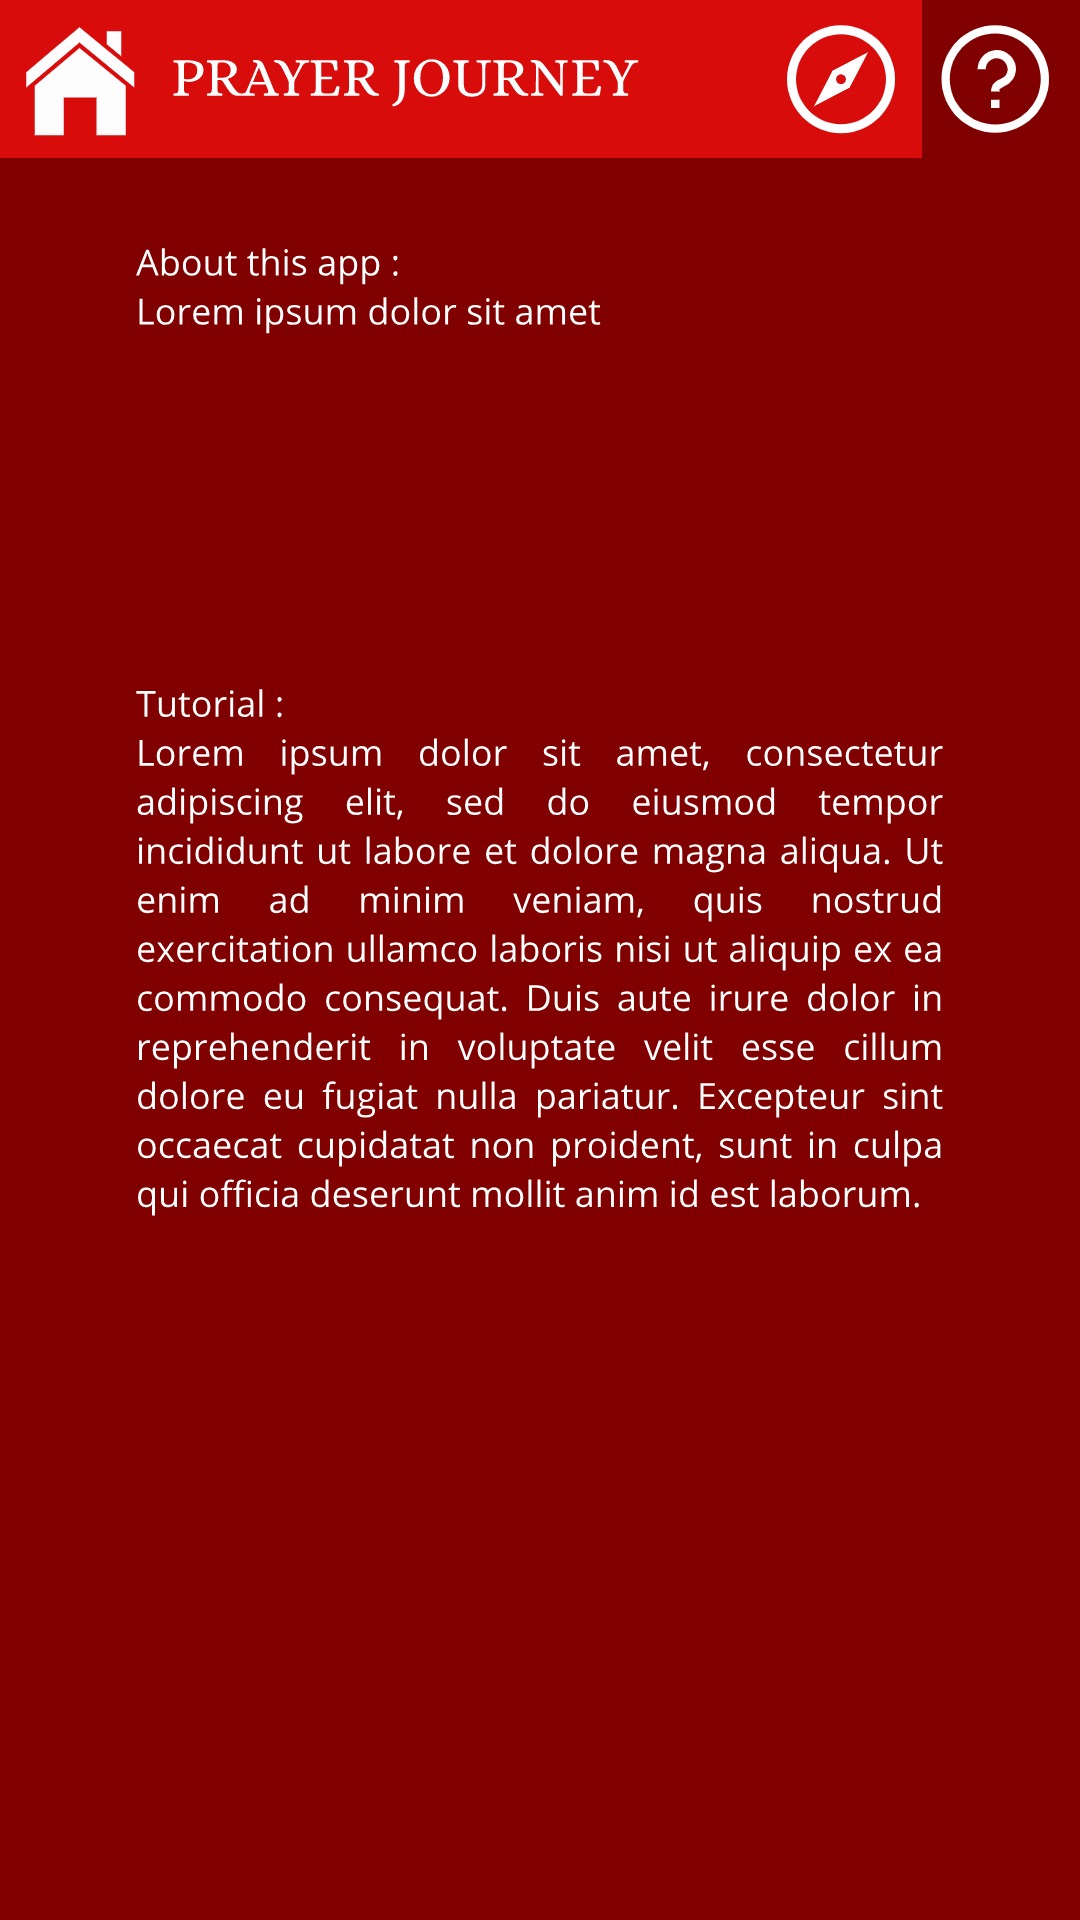 PRAYER JOURNEY
?
About this app :
Lorem ipsum dolor sit amet
Tutorial :
Lorem ipsum dolor sit amet, consectetur
adipiscing elit, sed do eiusmod tempor
incididunt ut labore et dolore magna aliqua. Ut
enim ad minim veniam, quis nostrud
exercitation ullamco laboris nisi ut aliquip ex ea
commodo consequat. Duis aute irure dolor in
reprehenderit in voluptate velit esse cillum
dolore eu fugiat nulla pariatur. Excepteur sint
occaecat cupidatat non proident, sunt in culpa
qui officia deserunt mollit anim id est laborum.